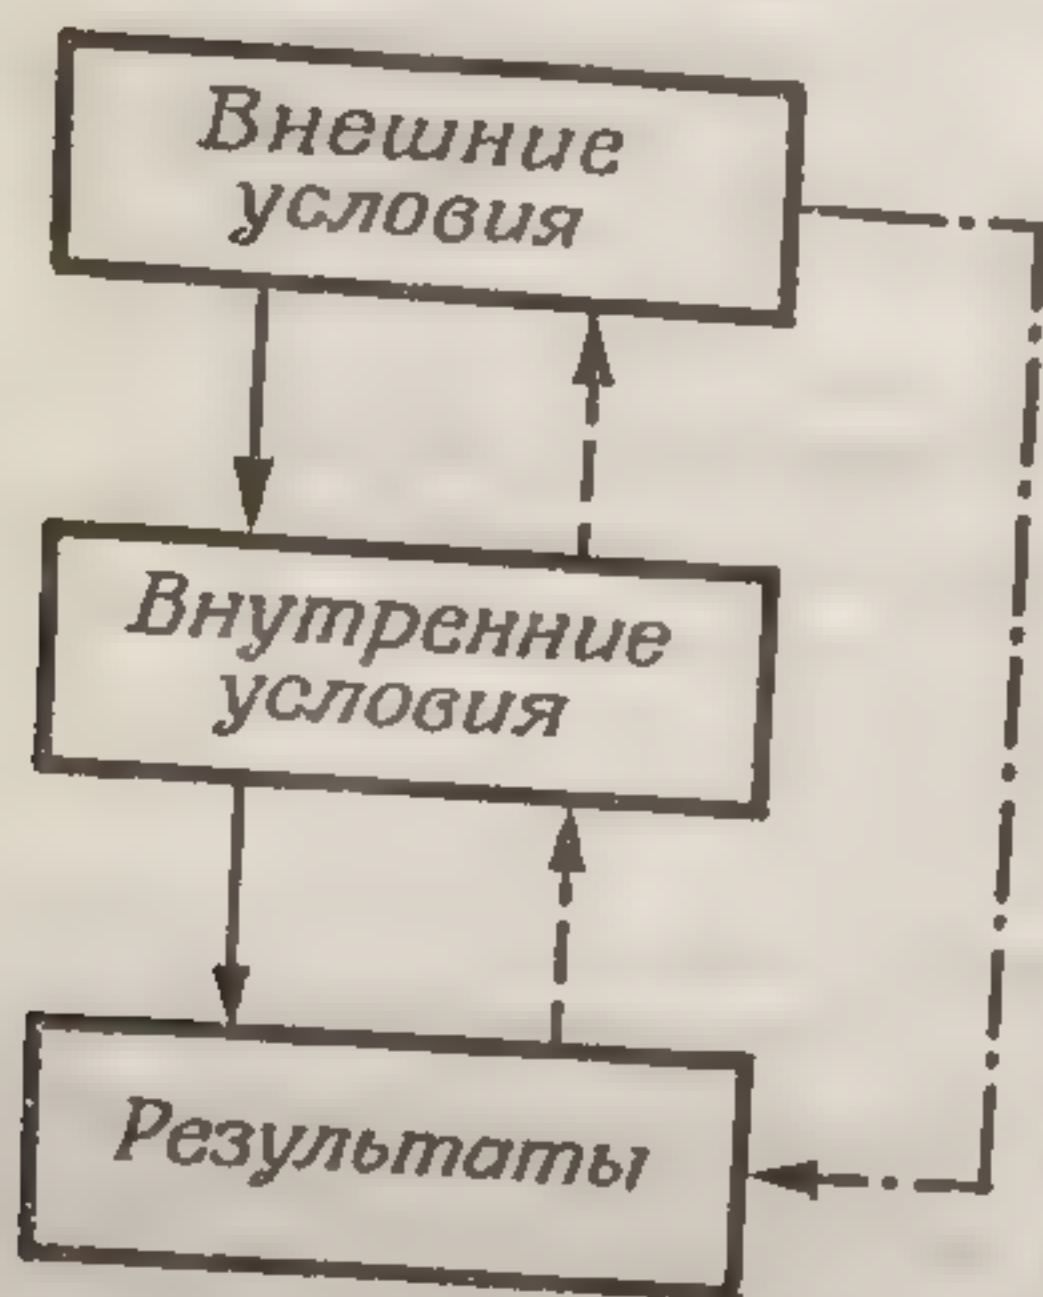 Внешние
условия
Внутренние
условия
Результаты